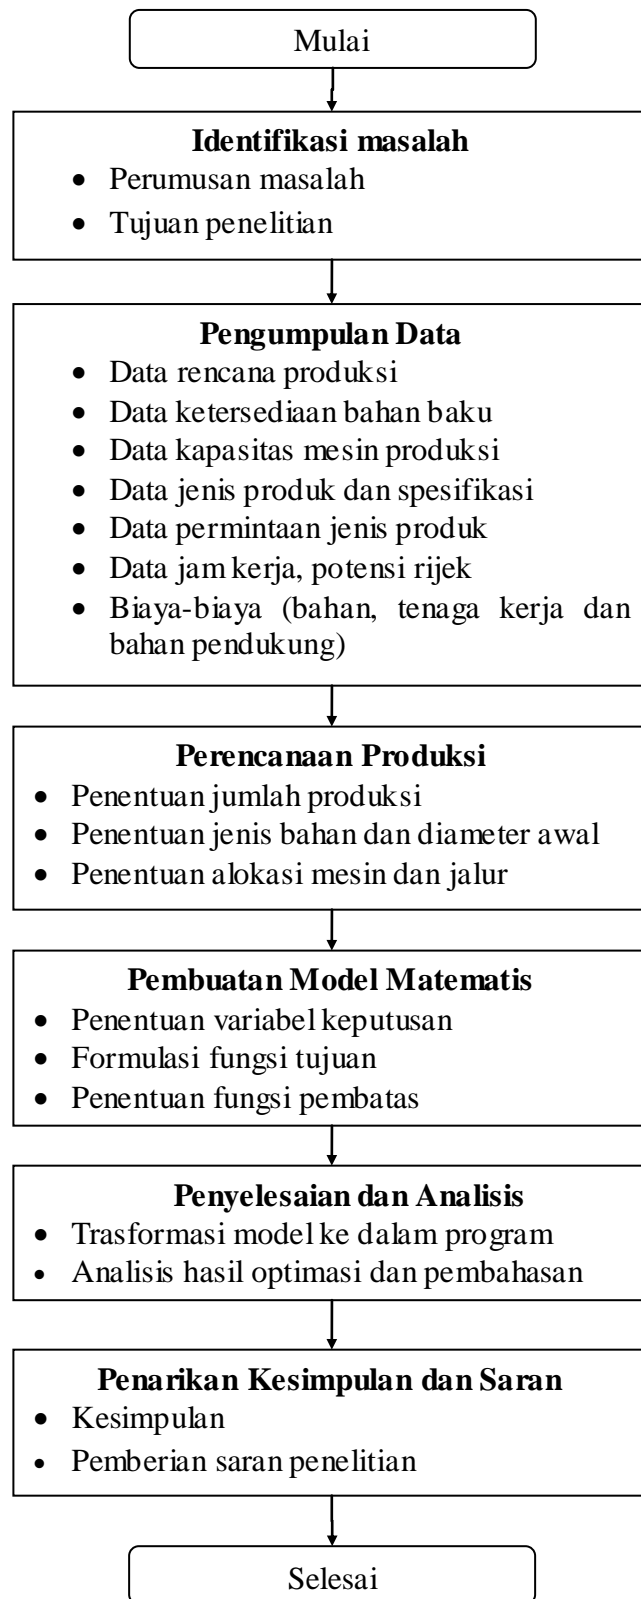 Mulai
Identifikasi masalah
• Perumusan masalah
• Tujuan penelitian
Pengumpulan Data
• Data rencana produksi
• Data ketersediaan bahan baku
• Data kapasitas mesin produksi
• Data jenis produk dan spesifikasi
• Data permintaan jenis produk
• Data jam kerja, potensi rijek
• Biaya-biaya (bahan, tenaga kerja dan
bahan pendukung)
Perencanaan Produksi
• Penentuan jumlah produksi
• Penentuan jenis bahan dan diameter awal
• Penentuan alokasi mesin dan jalur
Pembuatan Model Matematis
• Penentuan variabel keputusan
• Formulasi fungsi tujuan
• Penentuan fungsi pembatas
Penyelesaian dan Analisis
• Trasformasi model ke dalam program
• Analisis hasil optimasi dan pembahasan
Penarikan Kesimpulan dan Saran
• Kesimpulan
• Pemberian saran penelitian
Selesai